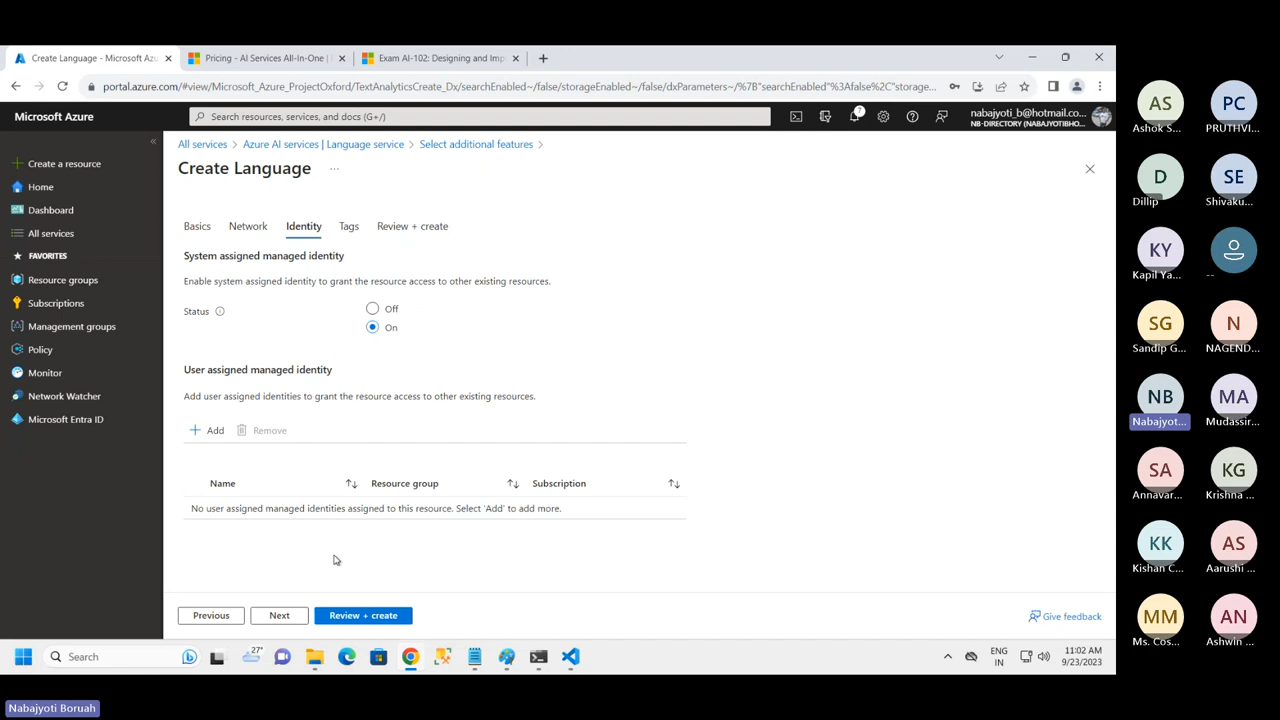 Create Language - Microsoft Azu
Pricing - AI Services All-In-One |
Exam AI-102: Designing and Imp
portal.azure.com/#view/Microsoft_Azure_ProjectOxford/TextAnalyticsCreate_Dx/searchEnabled~/false/storageEnabled~/false/dxParameters~/%7B"searchEnabled"%3Afalse%2C"storage...
Microsoft Azure
Search resources, services, and docs (G+/)
7
nabajyoti_b@hotmail.co...
NB-DIRECTORY (NABAJYOTIBHO...
Create a resource
Home
Dashboard
All services
FAVORITES
Resource groups
Subscriptions
Management groups
Policy
Monitor
Network Watcher
Microsoft Entra ID
All services > Azure AI services | Language service > Select additional features >
Create Language ...
Basics Network Identity Tags Review + create
System assigned managed identity
Enable system assigned identity to grant the resource access to other existing resources.
Status
Off
On
User assigned managed identity
Add user assigned identities to grant the resource access to other existing resources.
+ Add Remove
Name Resource group Subscription
No user assigned managed identities assigned to this resource. Select 'Add' to add more.
Previous Next Review + create
Give feedback
Search
27°
ENG
IN
11:02 AM
9/23/2023
AS PC
Ashok S... PRUTHVI...
D SE
Dillip Shivaku...
KY
Kapil Ya... --
SG N
Sandip G... NAGEND...
NB MA
Nabajyot... Mudassir...
SA KG
Annavar... Krishna ...
KK AS
Kishan C... Aarushi ...
MM AN
Ms. Cos... Ashwin ...
Nabajyoti Boruah